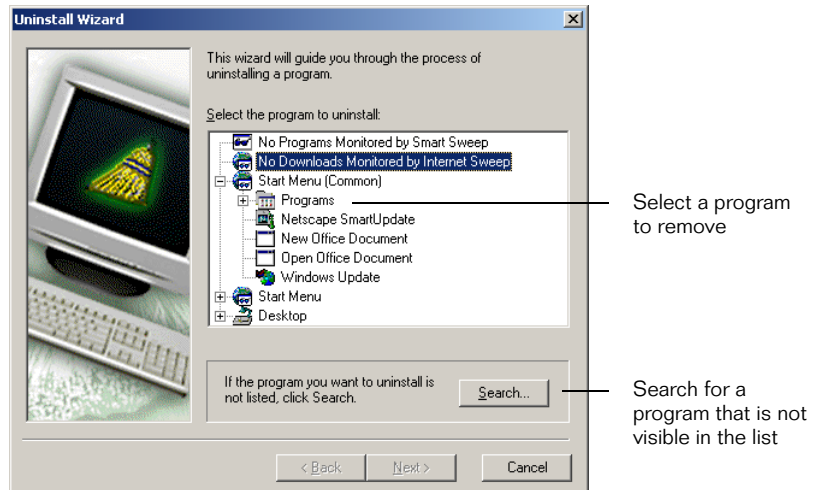 Uninstall Wizard
This wizard will guide you through the process of
uninstalling a program.
Select the program to uninstall:
No Programs Monitored by Smart Sweep
No Downloads Monitored by Internet Sweep
Start Menu (Common)
Programs
Netscape SmartUpdate
New Office Document
Open Office Document
Windows Update
Start Menu
Desktop
Select a program
to remove
If the program you want to uninstall is
not listed, click Search.
Search...
Search for a
program that is not
visible in the list
< Back
Next >
Cancel